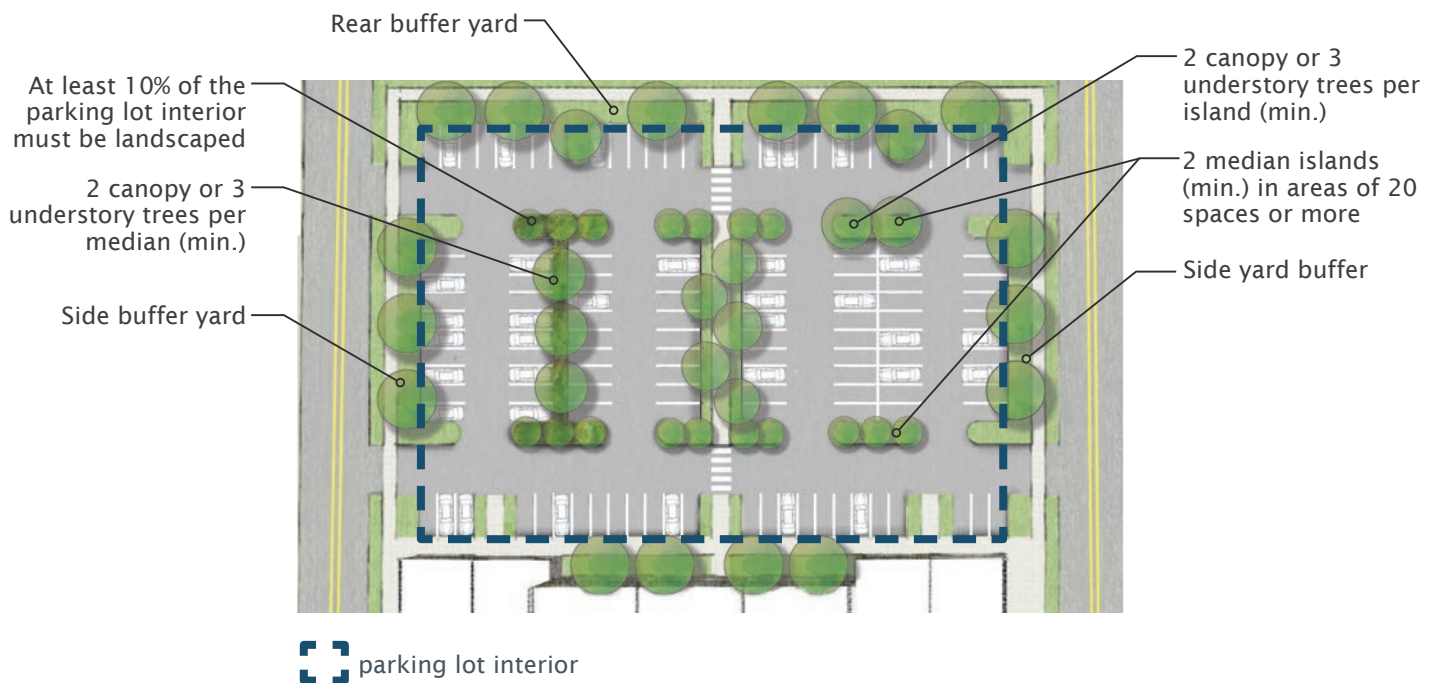 Rear buffer yard
At least 10% of the
parking lot interior
must be landscaped
2 canopy or 3
understory trees per
median (min.)
Side buffer yard
2 canopy or 3
understory trees per
island (min.)
2 median islands
(min.) in areas of 20
spaces or more
Side yard buffer
parking lot interior